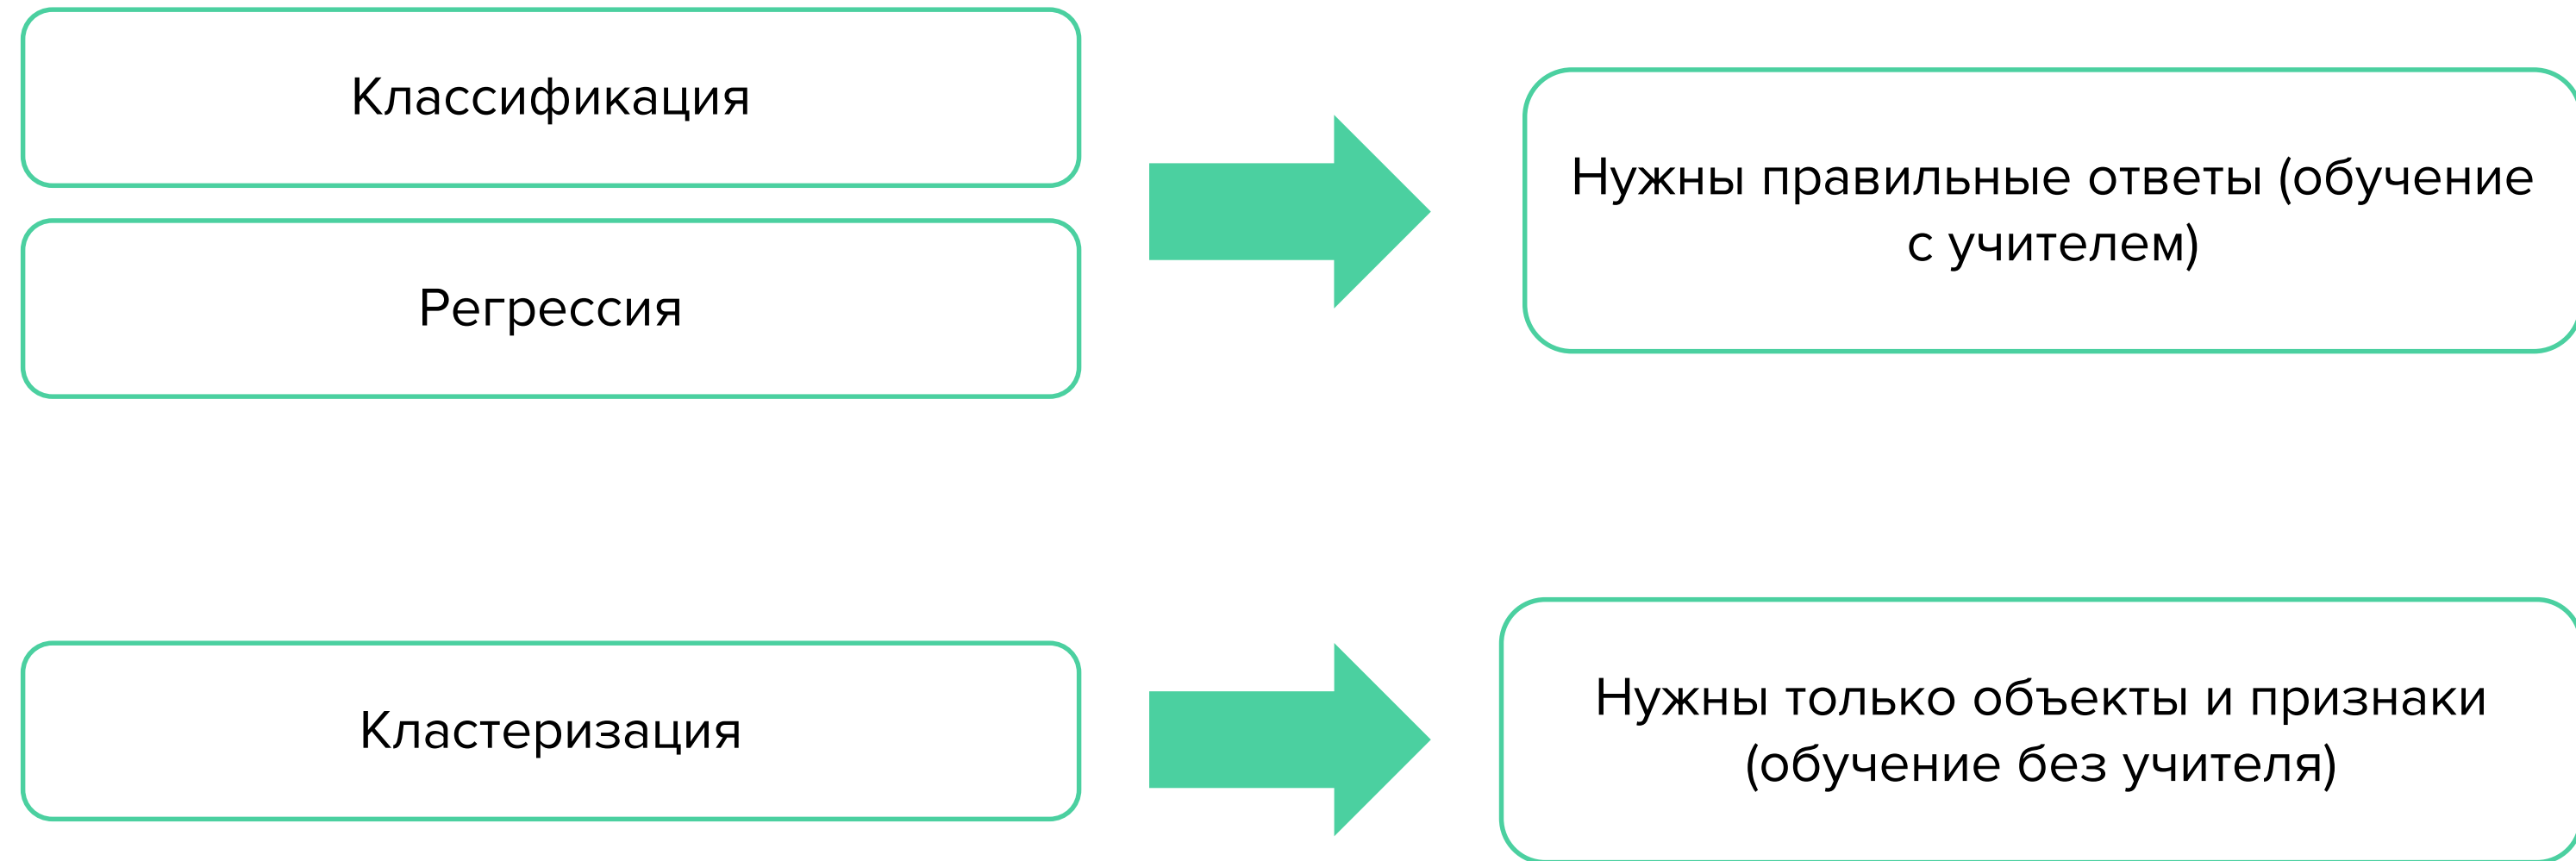 Классификация
Регрессия
Нужны правильные ответы (обучение
с учителем)
Кластеризация
Нужны только объекты и признаки
(обучение без учителя)